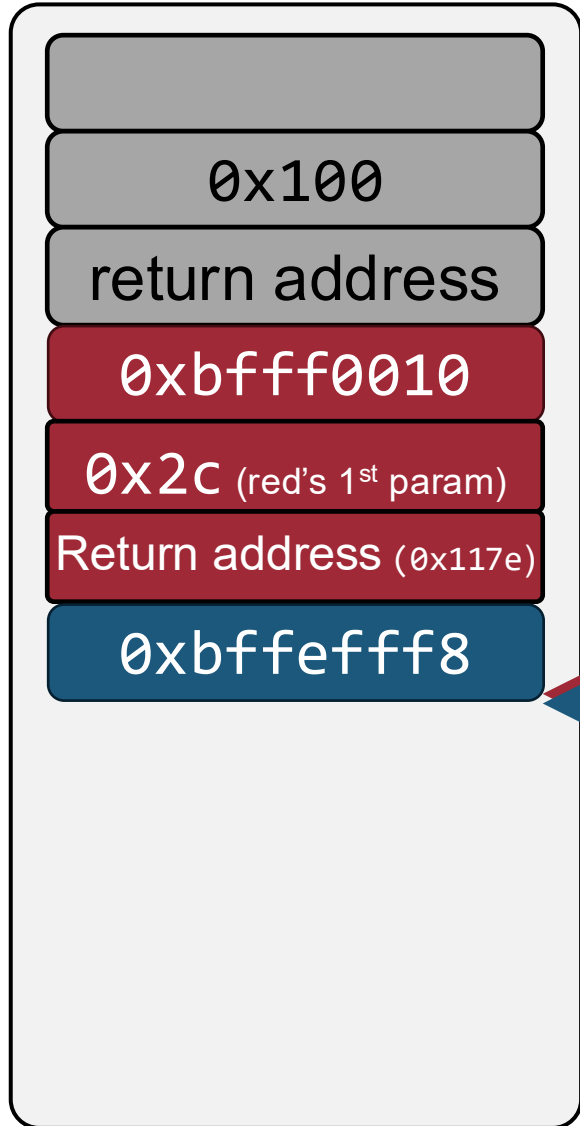 0x100
return address
0xbfff0010
0x2c (red's 1st param)
Return address (0x117e)
0xbffefff8